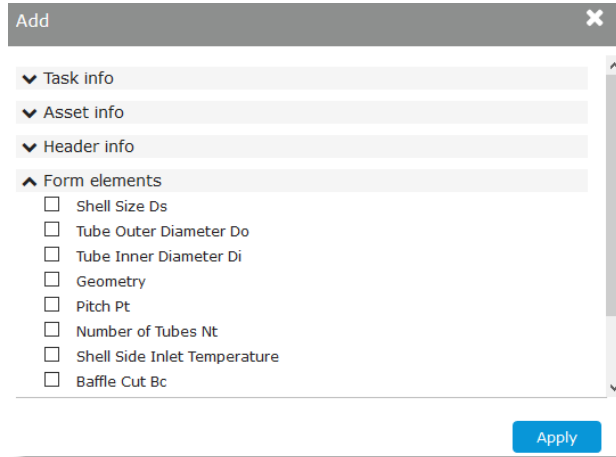 Add
Task info
Asset info
Header info
Form elements
Shell Size Ds
Tube Outer Diameter Do
Tube Inner Diameter Di
Geometry
Pitch Pt
Number of Tubes Nt
Shell Side Inlet Temperature
Baffle Cut Bc
Apply